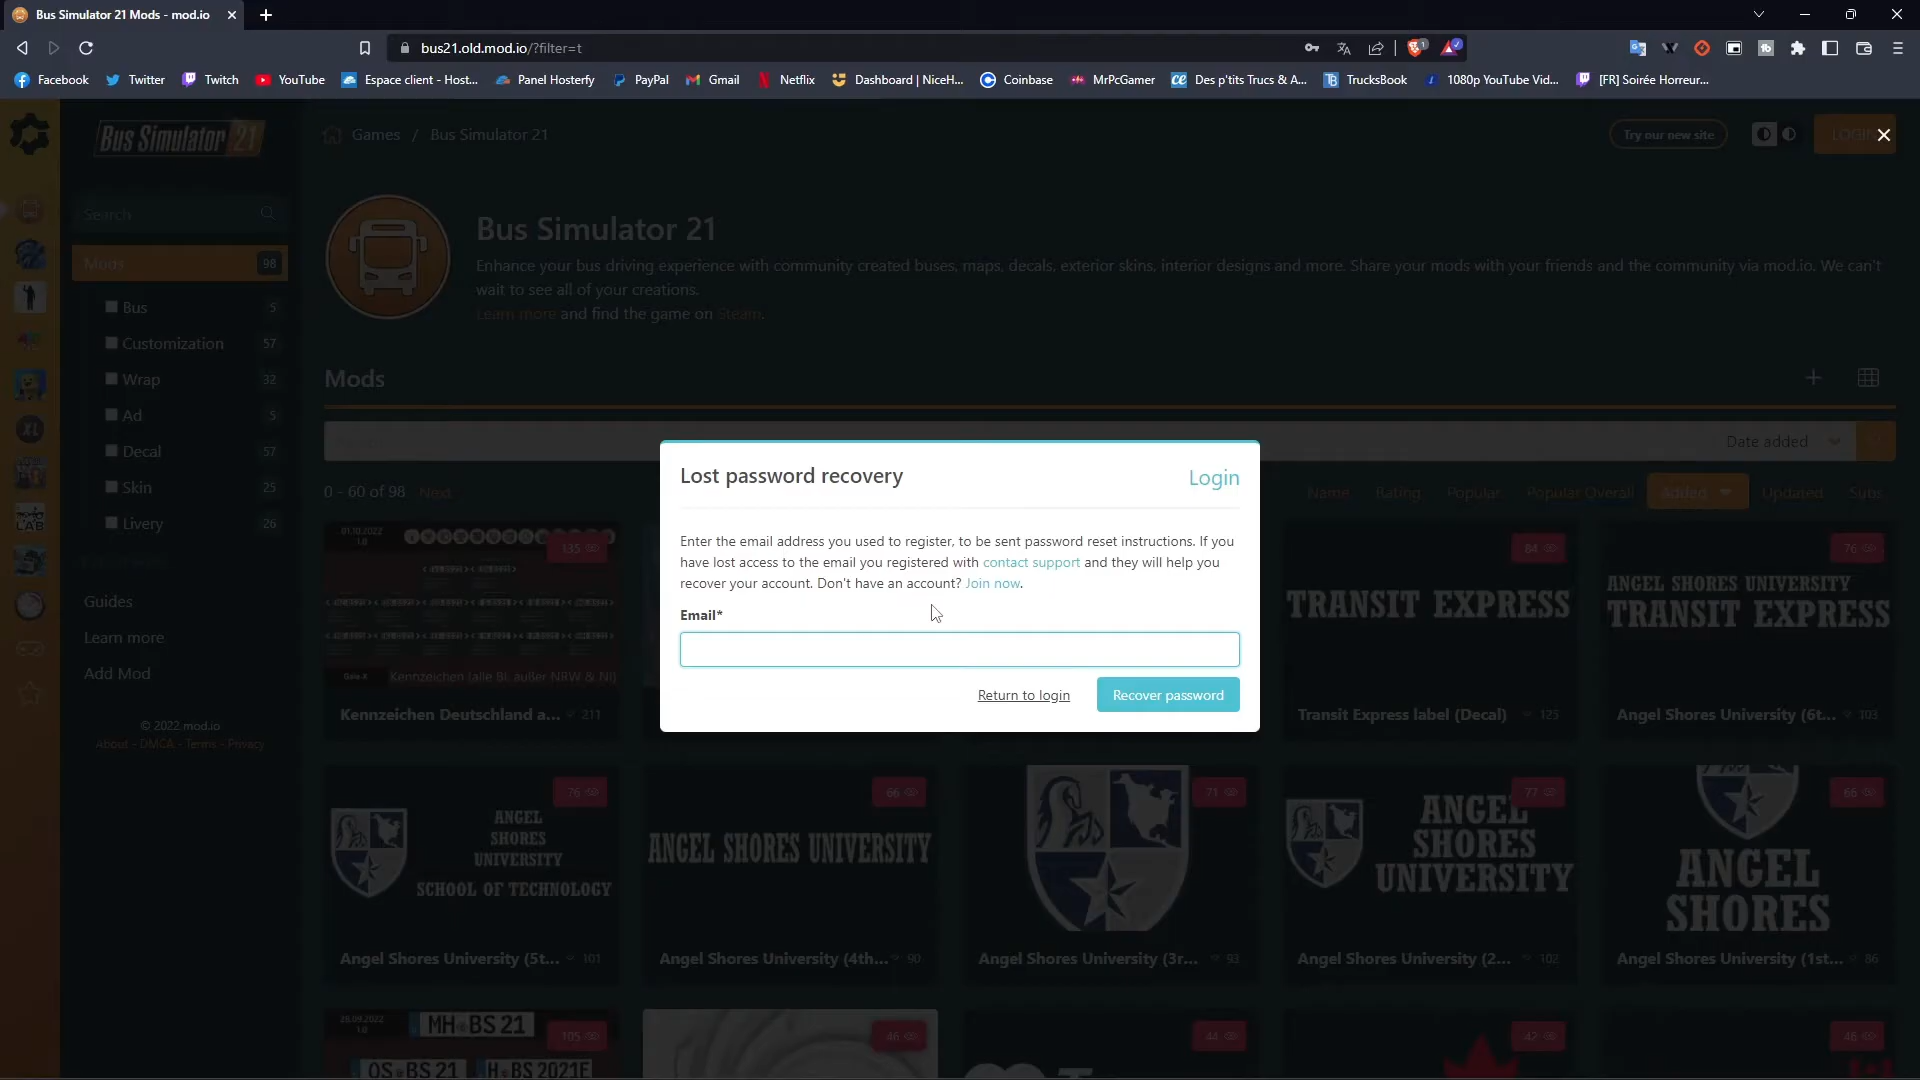 Bus Simulator 21 Mods - mod.io
bus21.old.mod.io/?filter=t
Facebook Twitter Twitch YouTube Espace client - Host... Panel Hosterfy PayPal Gmail Netflix Dashboard | NiceH... Coinbase MrPcGamer Des p'tits Trucs & A... TrucksBook 1080p YouTube Vid... [FR] Soirée Horreur...
Bus Simulator 21
Games / Bus Simulator 21
Try our new site
LOGIN
Search
Bus Simulator 21
Enhance your bus driving experience with community created buses, maps, decals, exterior skins, interior designs and more. Share your mods with your friends and the community via mod.io. We can't
wait to see all of your creations.
Learn more and find the game on Steam.
Mods 98
Bus 5
Customization 57
Wrap 32
Ad 5
Decal 57
Skin 25
Livery 26
Guides
Learn more
Add Mod
© 2022 mod.io
About - DMCA - Terms - Privacy
Mods
Date added
0 - 60 of 98 Next
Name Rating Popular Popular Overall Added Updated Subs
Lost password recovery
Login
Enter the email address you used to register, to be sent password reset instructions. If you
have lost access to the email you registered with contact support and they will help you
recover your account. Don't have an account? Join now.
Email*
Return to login
Recover password
01.10.2022
1.0
135
Kennzeichen (alle BL außer NRW & NI)
Kennzeichen Deutschland a... 211
84
TRANSIT EXPRESS
Transit Express label (Decal) 125
76
ANGEL SHORES UNIVERSITY
TRANSIT EXPRESS
Angel Shores University (6t... 103
76
ANGEL
SHORES
UNIVERSITY
SCHOOL OF TECHNOLOGY
Angel Shores University (5t... 101
66
ANGEL SHORES UNIVERSITY
Angel Shores University (4th... 90
71
Angel Shores University (3r... 93
77
ANGEL
SHORES
UNIVERSITY
Angel Shores University (2... 102
66
ANGEL
SHORES
Angel Shores University (1st... 86
26.09.2022
1.0
MH BS 21
105
OS BS 21 H BS 2021E
46
44
42
46